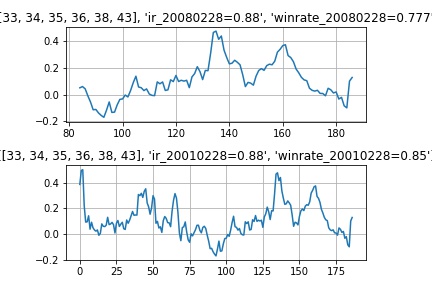 [33, 34, 35, 36, 38, 43], 'ir_20080228=0.88', 'winrate_20080228=0.777'
0.4
0.2
0.0
−0.2
80 100 120 140 160 180
[[33, 34, 35, 36, 38, 43], 'ir_20010228=0.88', 'winrate_20010228=0.85']
0.4
0.2
0.0
−0.2
0 25 50 75 100 125 150 175